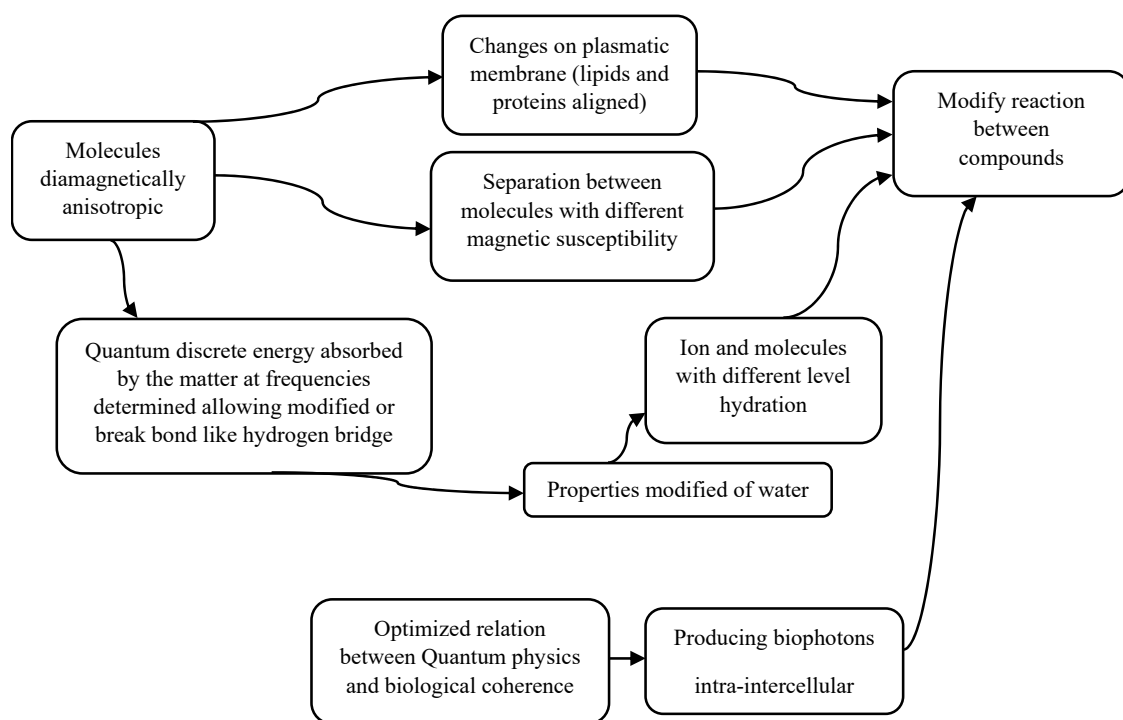 Changes on plasmatic
membrane (lipids and
proteins aligned)
Modify reaction
between
compounds
Molecules
diamagnetically
anisotropic
Separation between
molecules with different
magnetic susceptibility
Quantum discrete energy absorbed
by the matter at frequencies
determined allowing modified or
break bond like hydrogen bridge
Ion and molecules
with different level
hydration
Properties modified of water
Optimized relation
between Quantum physics
and biological coherence
Producing biophotons
intra-intercellular